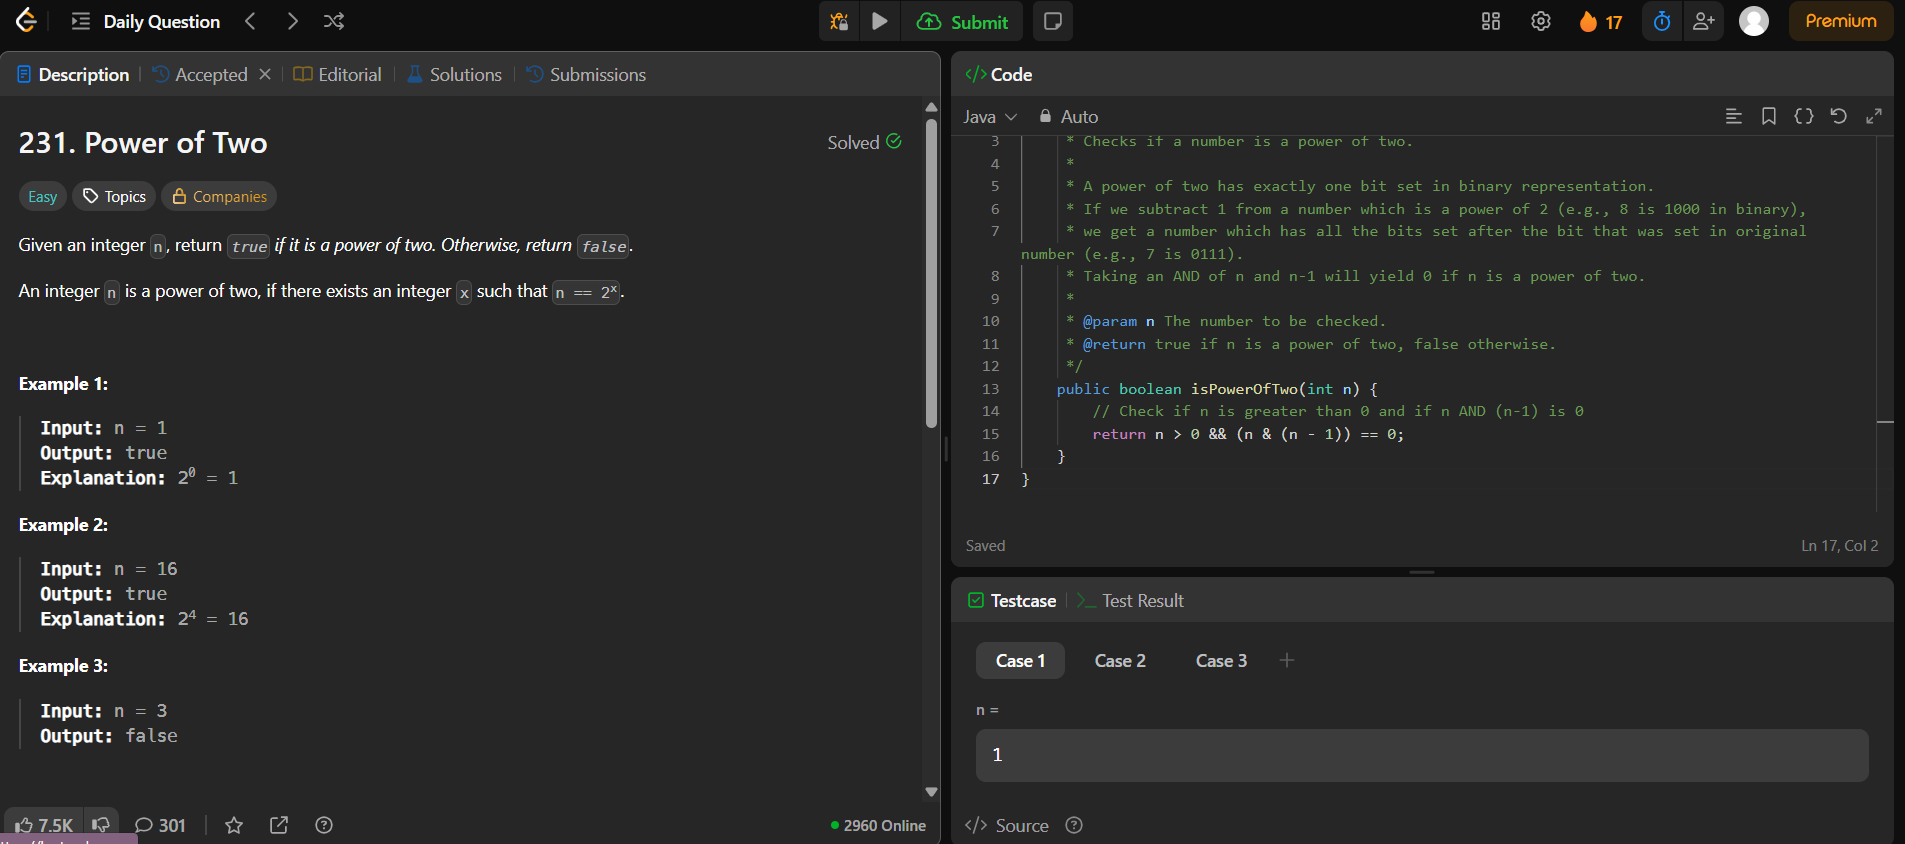 Daily Question
Submit
17
Premium
Description
Accepted
Editorial
Solutions
Submissions
231. Power of Two
Solved
Easy
Topics
Companies
Given an integer n, return true if it is a power of two. Otherwise, return false.
An integer n is a power of two, if there exists an integer x such that n == 2ˣ.
Example 1:
Input: n = 1
Output: true
Explanation: 2⁰ = 1
Example 2:
Input: n = 16
Output: true
Explanation: 2⁴ = 16
Example 3:
Input: n = 3
Output: false
7.5K
301
2960 Online
</> Code
Java
Auto
3 * Checks if a number is a power of two.
4 *
5 * A power of two has exactly one bit set in binary representation.
6 * If we subtract 1 from a number which is a power of 2 (e.g., 8 is 1000 in binary),
7 * we get a number which has all the bits set after the bit that was set in original
number (e.g., 7 is 0111).
8 * Taking an AND of n and n-1 will yield 0 if n is a power of two.
9 *
10 * @param n The number to be checked.
11 * @return true if n is a power of two, false otherwise.
12 */
13 public boolean isPowerOfTwo(int n) {
14 // Check if n is greater than 0 and if n AND (n-1) is 0
15 return n > 0 && (n & (n - 1)) == 0;
16 }
17 }
Saved
Ln 17, Col 2
Testcase
Test Result
Case 1
Case 2
Case 3
n =
1
</> Source